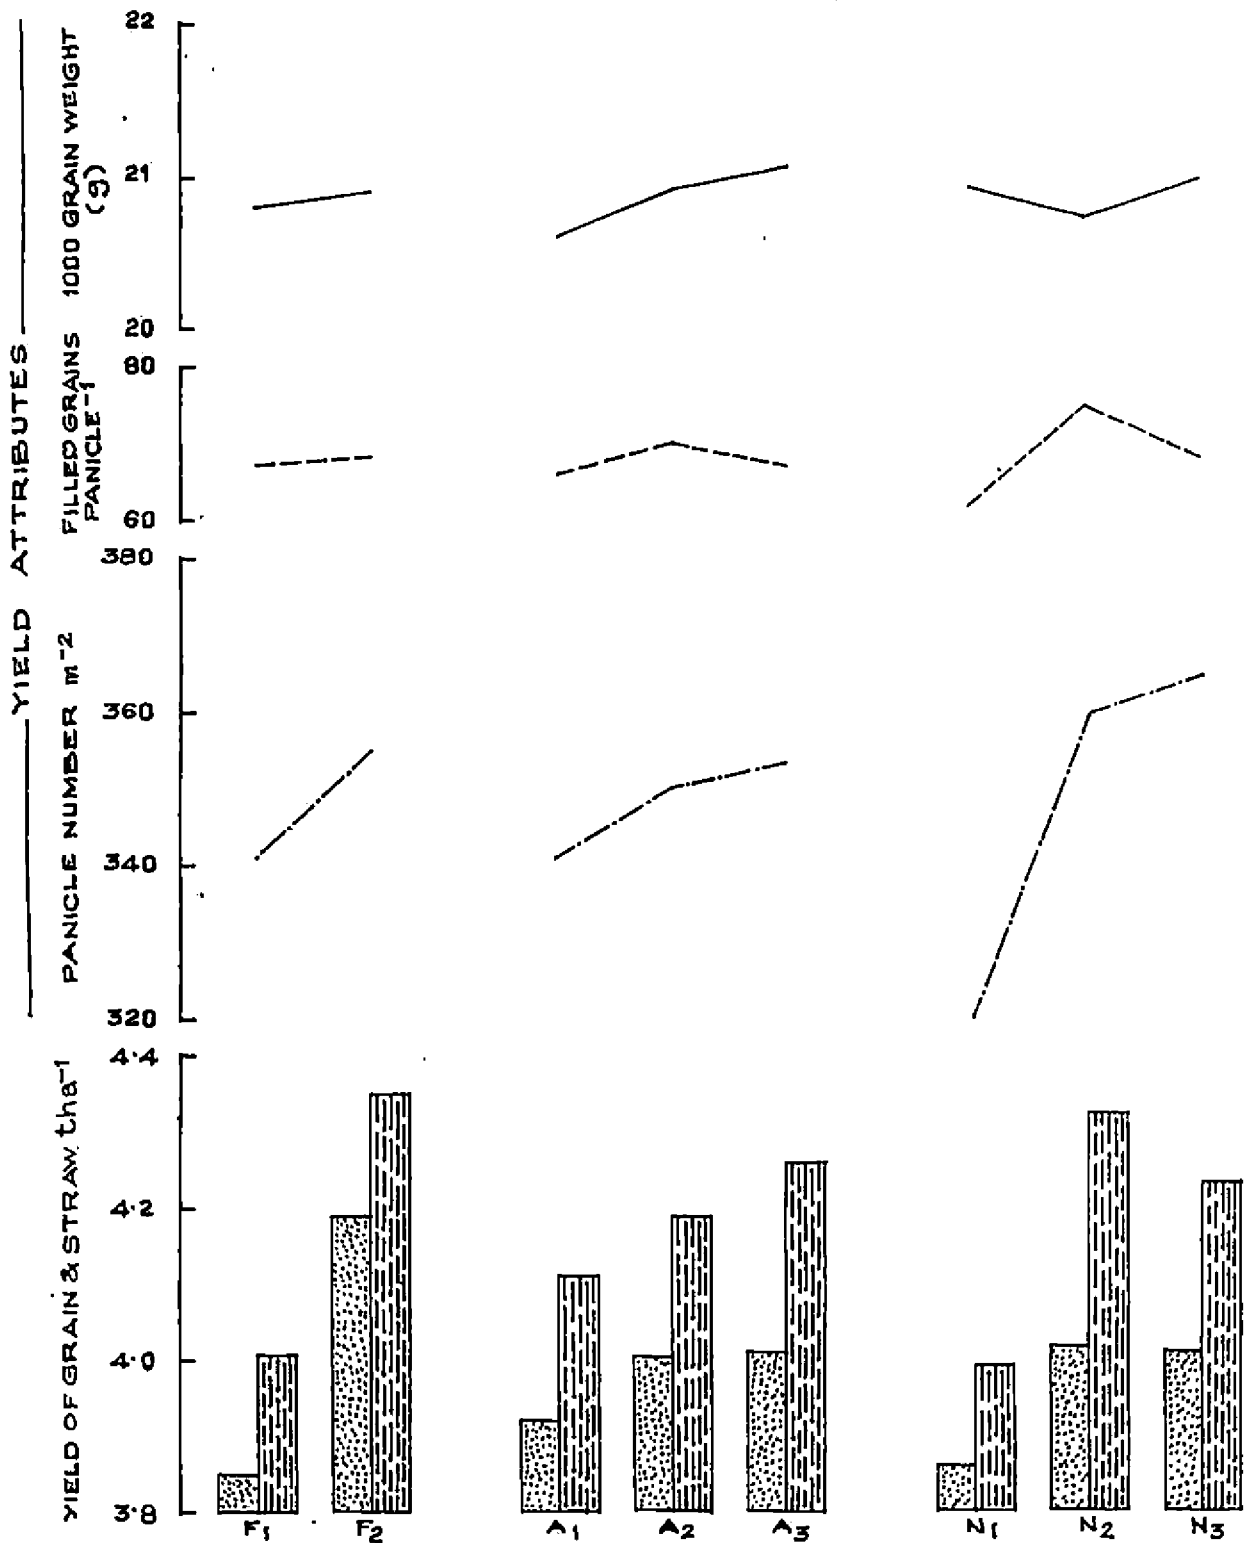 YIELD ATTRIBUTES
1000 GRAIN WEIGHT
(g)
22
21
20
FILLED GRAINS
PANICLE⁻¹
80
60
PANICLE NUMBER m⁻²
380
360
340
320
YIELD OF GRAIN & STRAW tha⁻¹
4·4
4·2
4·0
3·8
F₁ F₂ A₁ A₂ A₃ N₁ N₂ N₃